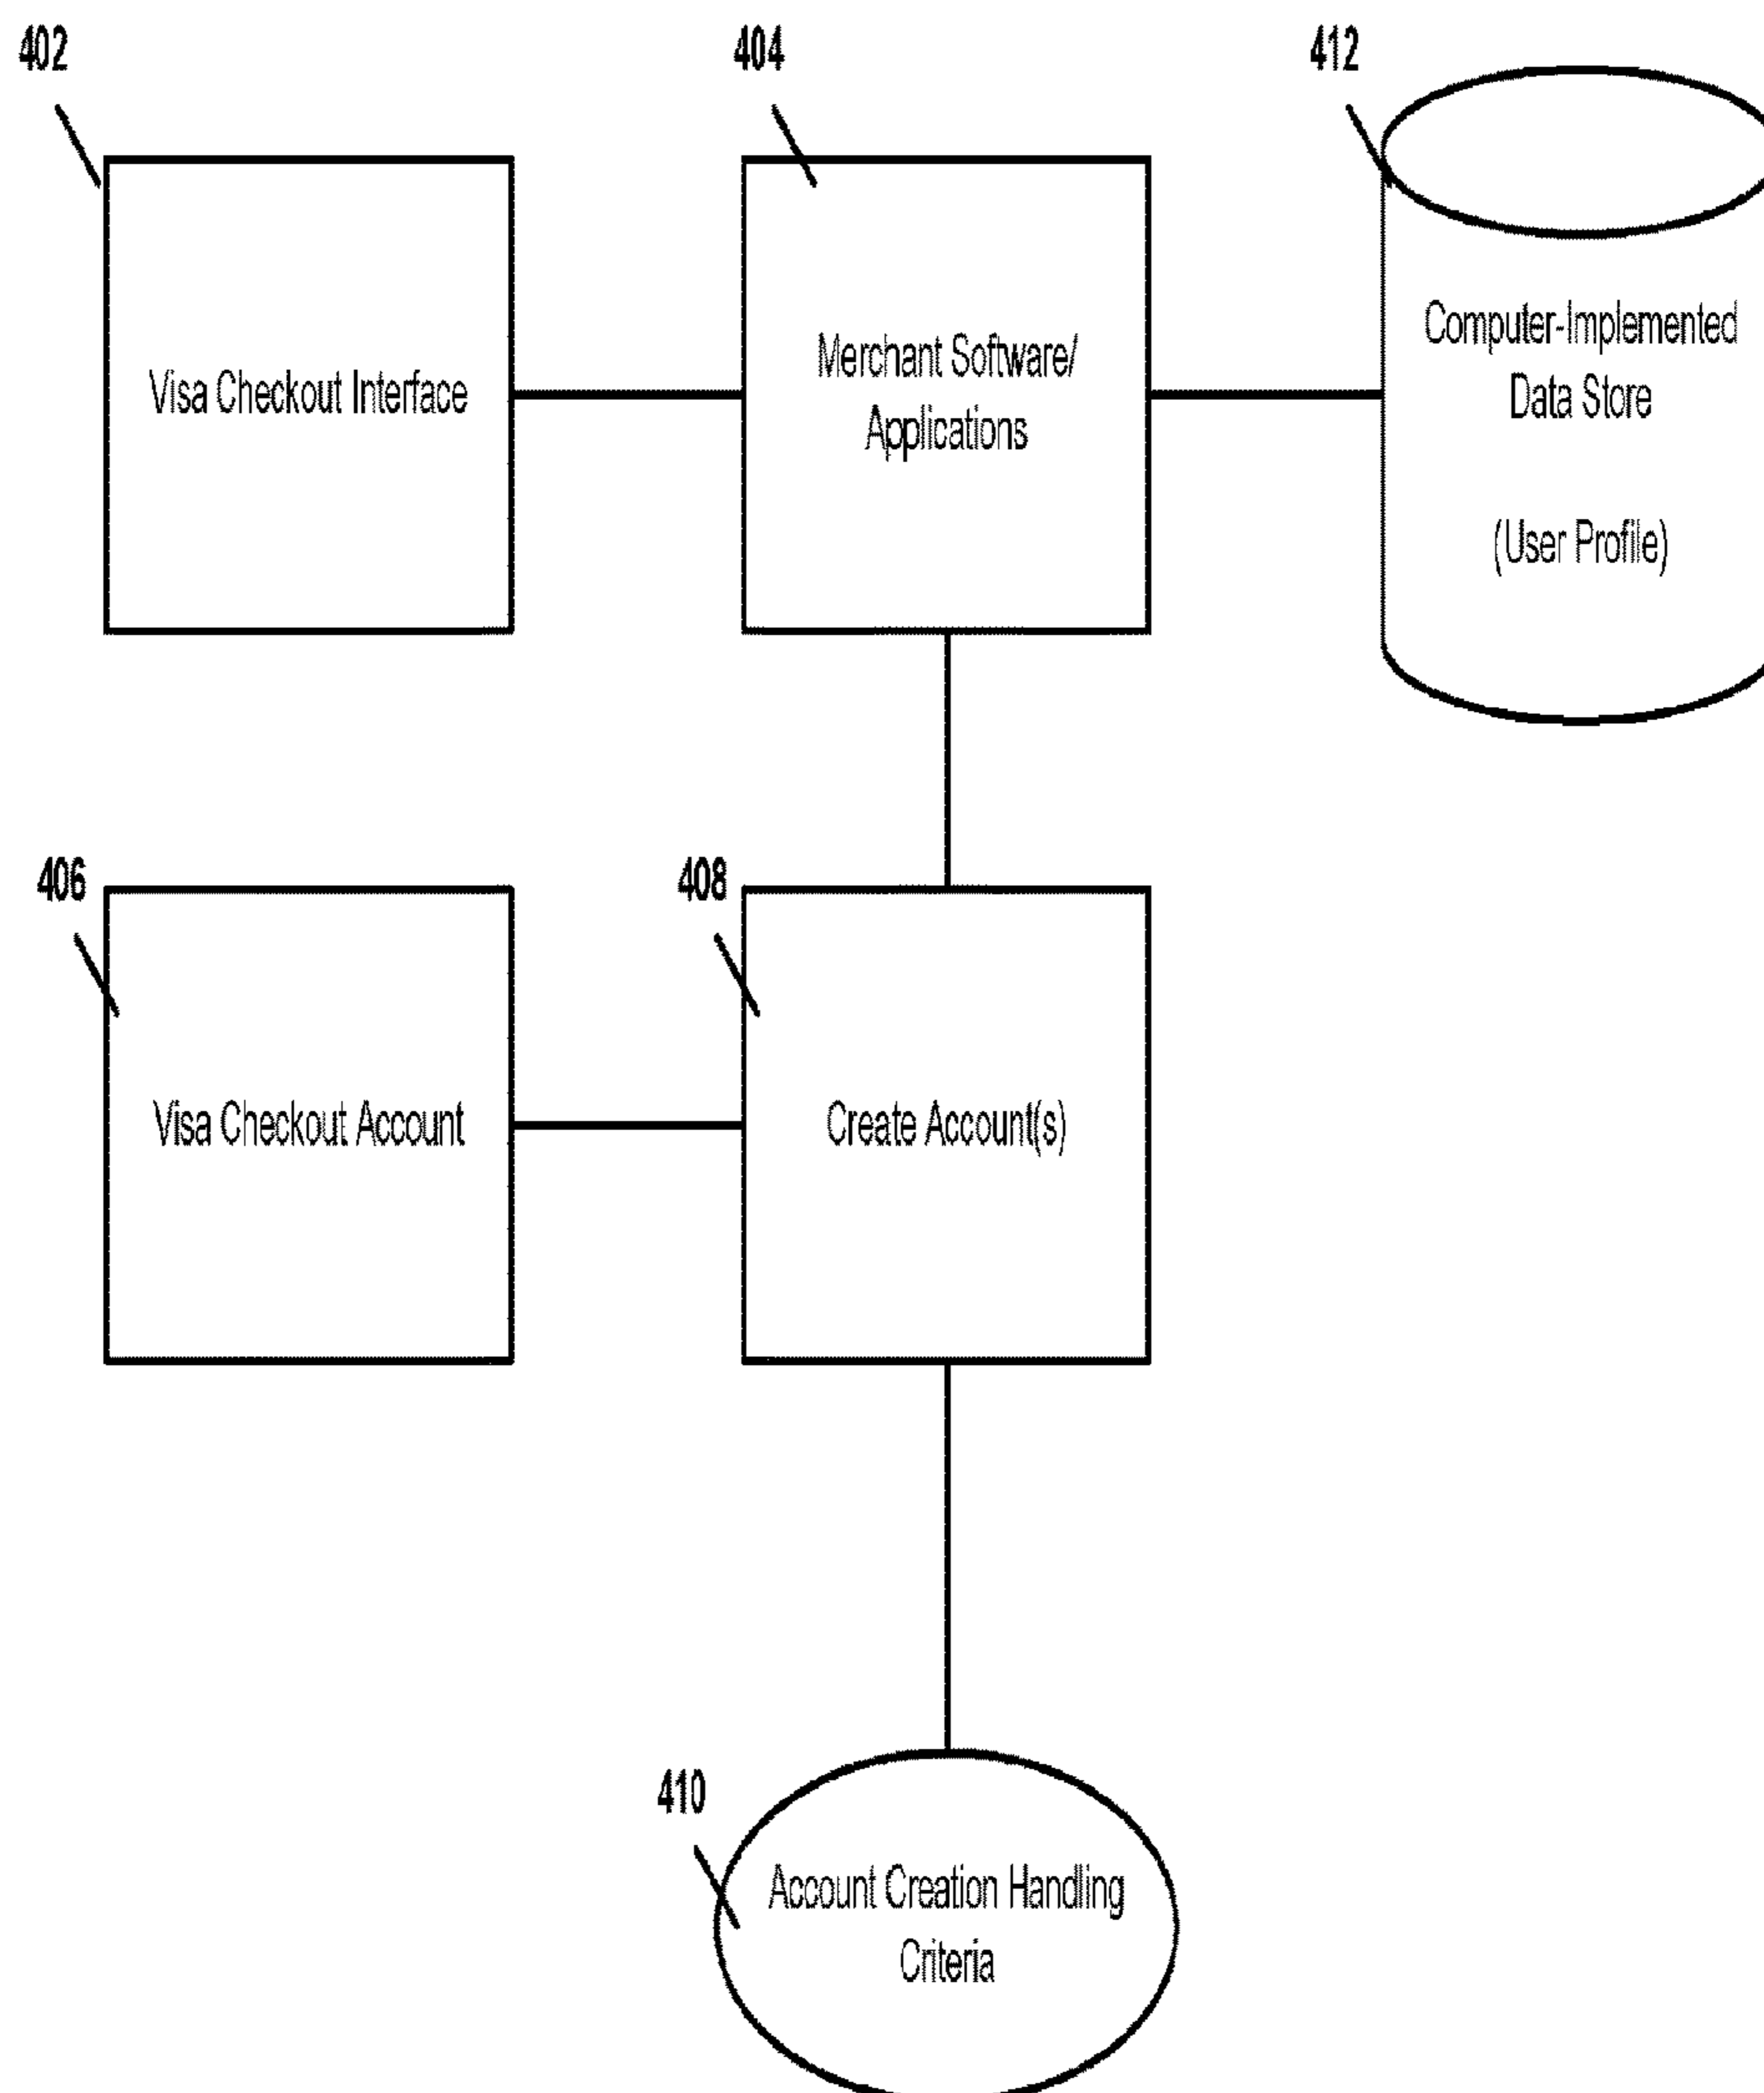 402
404
412
Visa Checkout Interface
Merchant Software/
Applications
Computer-Implemented
Data Store
(User Profile)
406
408
Visa Checkout Account
Create Account(s)
410
Account Creation Handling
Criteria